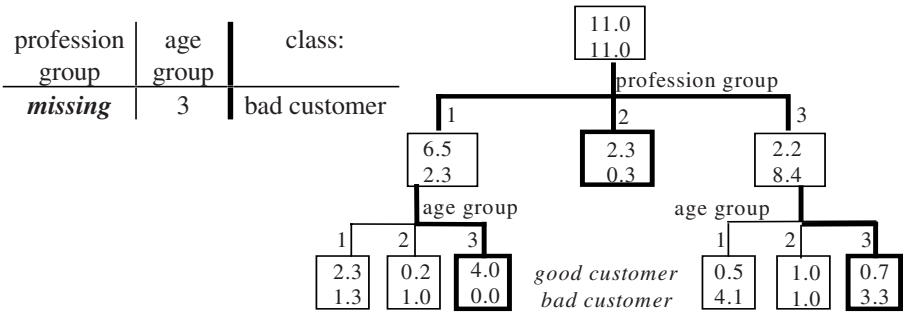 profession group age group class:
missing 3 bad customer
11.0
11.0
profession group
1 2 3
6.5 2.3 2.2
2.3 0.3 8.4
age group age group
1 2 3 1 2 3
2.3 0.2 4.0 good customer 0.5 1.0 0.7
1.3 1.0 0.0 bad customer 4.1 1.0 3.3